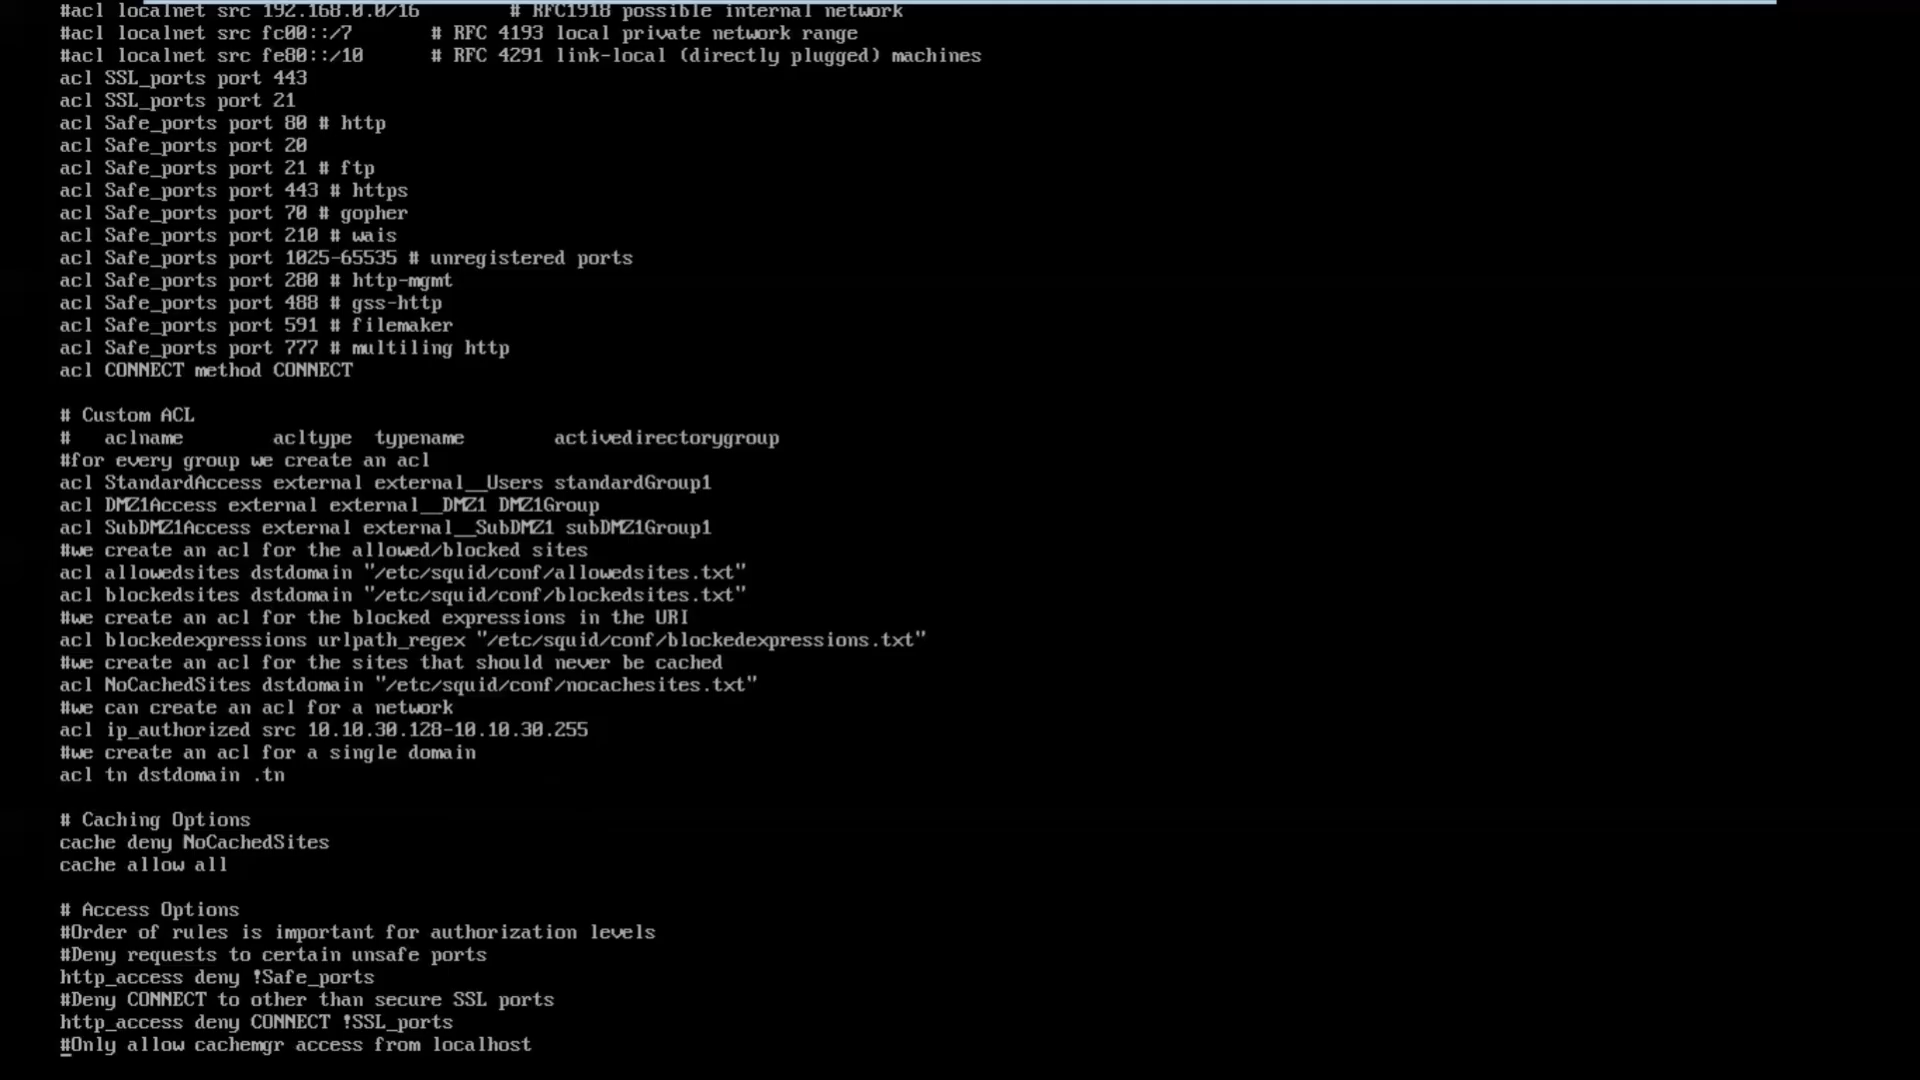 #acl localnet src 192.168.0.0/16 # RFC1918 possible internal network
#acl localnet src fc00::/7 # RFC 4193 local private network range
#acl localnet src fe80::/10 # RFC 4291 link-local (directly plugged) machines
acl SSL_ports port 443
acl SSL_ports port 21
acl Safe_ports port 80 # http
acl Safe_ports port 20
acl Safe_ports port 21 # ftp
acl Safe_ports port 443 # https
acl Safe_ports port 70 # gopher
acl Safe_ports port 210 # wais
acl Safe_ports port 1025-65535 # unregistered ports
acl Safe_ports port 280 # http-mgmt
acl Safe_ports port 488 # gss-http
acl Safe_ports port 591 # filemaker
acl Safe_ports port 777 # multiling http
acl CONNECT method CONNECT
# Custom ACL
# aclname acltype typename activedirectorygroup
#for every group we create an acl
acl StandardAccess external external__Users standardGroup1
acl DMZ1Access external external__DMZ1 DMZ1Group
acl SubDMZ1Access external external__SubDMZ1 subDMZ1Group1
#we create an acl for the allowed/blocked sites
acl allowedsites dstdomain "/etc/squid/conf/allowedsites.txt"
acl blockedsites dstdomain "/etc/squid/conf/blockedsites.txt"
#we create an acl for the blocked expressions in the URI
acl blockedexpressions urlpath_regex "/etc/squid/conf/blockedexpressions.txt"
#we create an acl for the sites that should never be cached
acl NoCachedSites dstdomain "/etc/squid/conf/nocachesites.txt"
#we can create an acl for a network
acl ip_authorized src 10.10.30.128-10.10.30.255
#we create an acl for a single domain
acl tn dstdomain .tn
# Caching Options
cache deny NoCachedSites
cache allow all
# Access Options
#Order of rules is important for authorization levels
#Deny requests to certain unsafe ports
http_access deny !Safe_ports
#Deny CONNECT to other than secure SSL ports
http_access deny CONNECT !SSL_ports
#Only allow cachemgr access from localhost